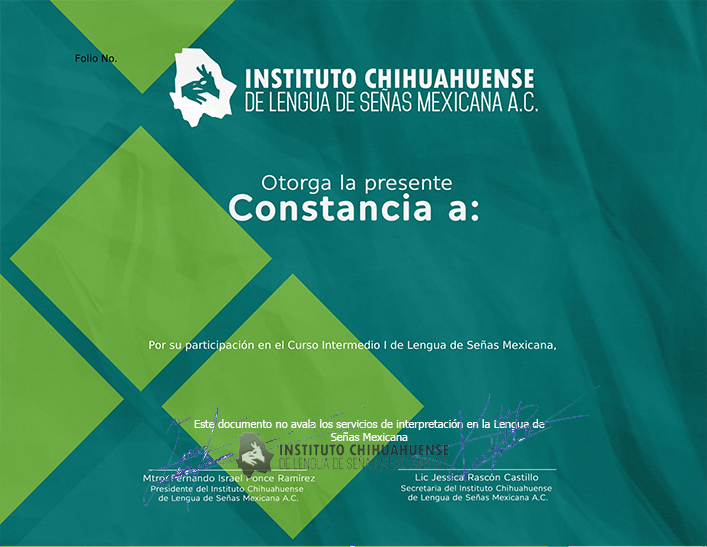 Folio No.
INSTITUTO CHIHUAHUENSE
DE LENGUA DE SEÑAS MEXICANA A.C.
Otorga la presente
Constancia a:
Por su participación en el Curso Intermedio I de Lengua de Señas Mexicana,
Este documento no avala los servicios de interpretación en la Lengua de
Señas Mexicana
INSTITUTO CHIHUAHUENSE
DE LENGUA DE SEÑAS MEXICANA A.C.
Mtro. Fernando Israel Ponce Ramírez
Presidente del Instituto Chihuahuense
de Lengua de Señas Mexicana A.C.
Lic Jessica Rascón Castillo
Secretaria del Instituto Chihuahuense
de Lengua de Señas Mexicana A.C.